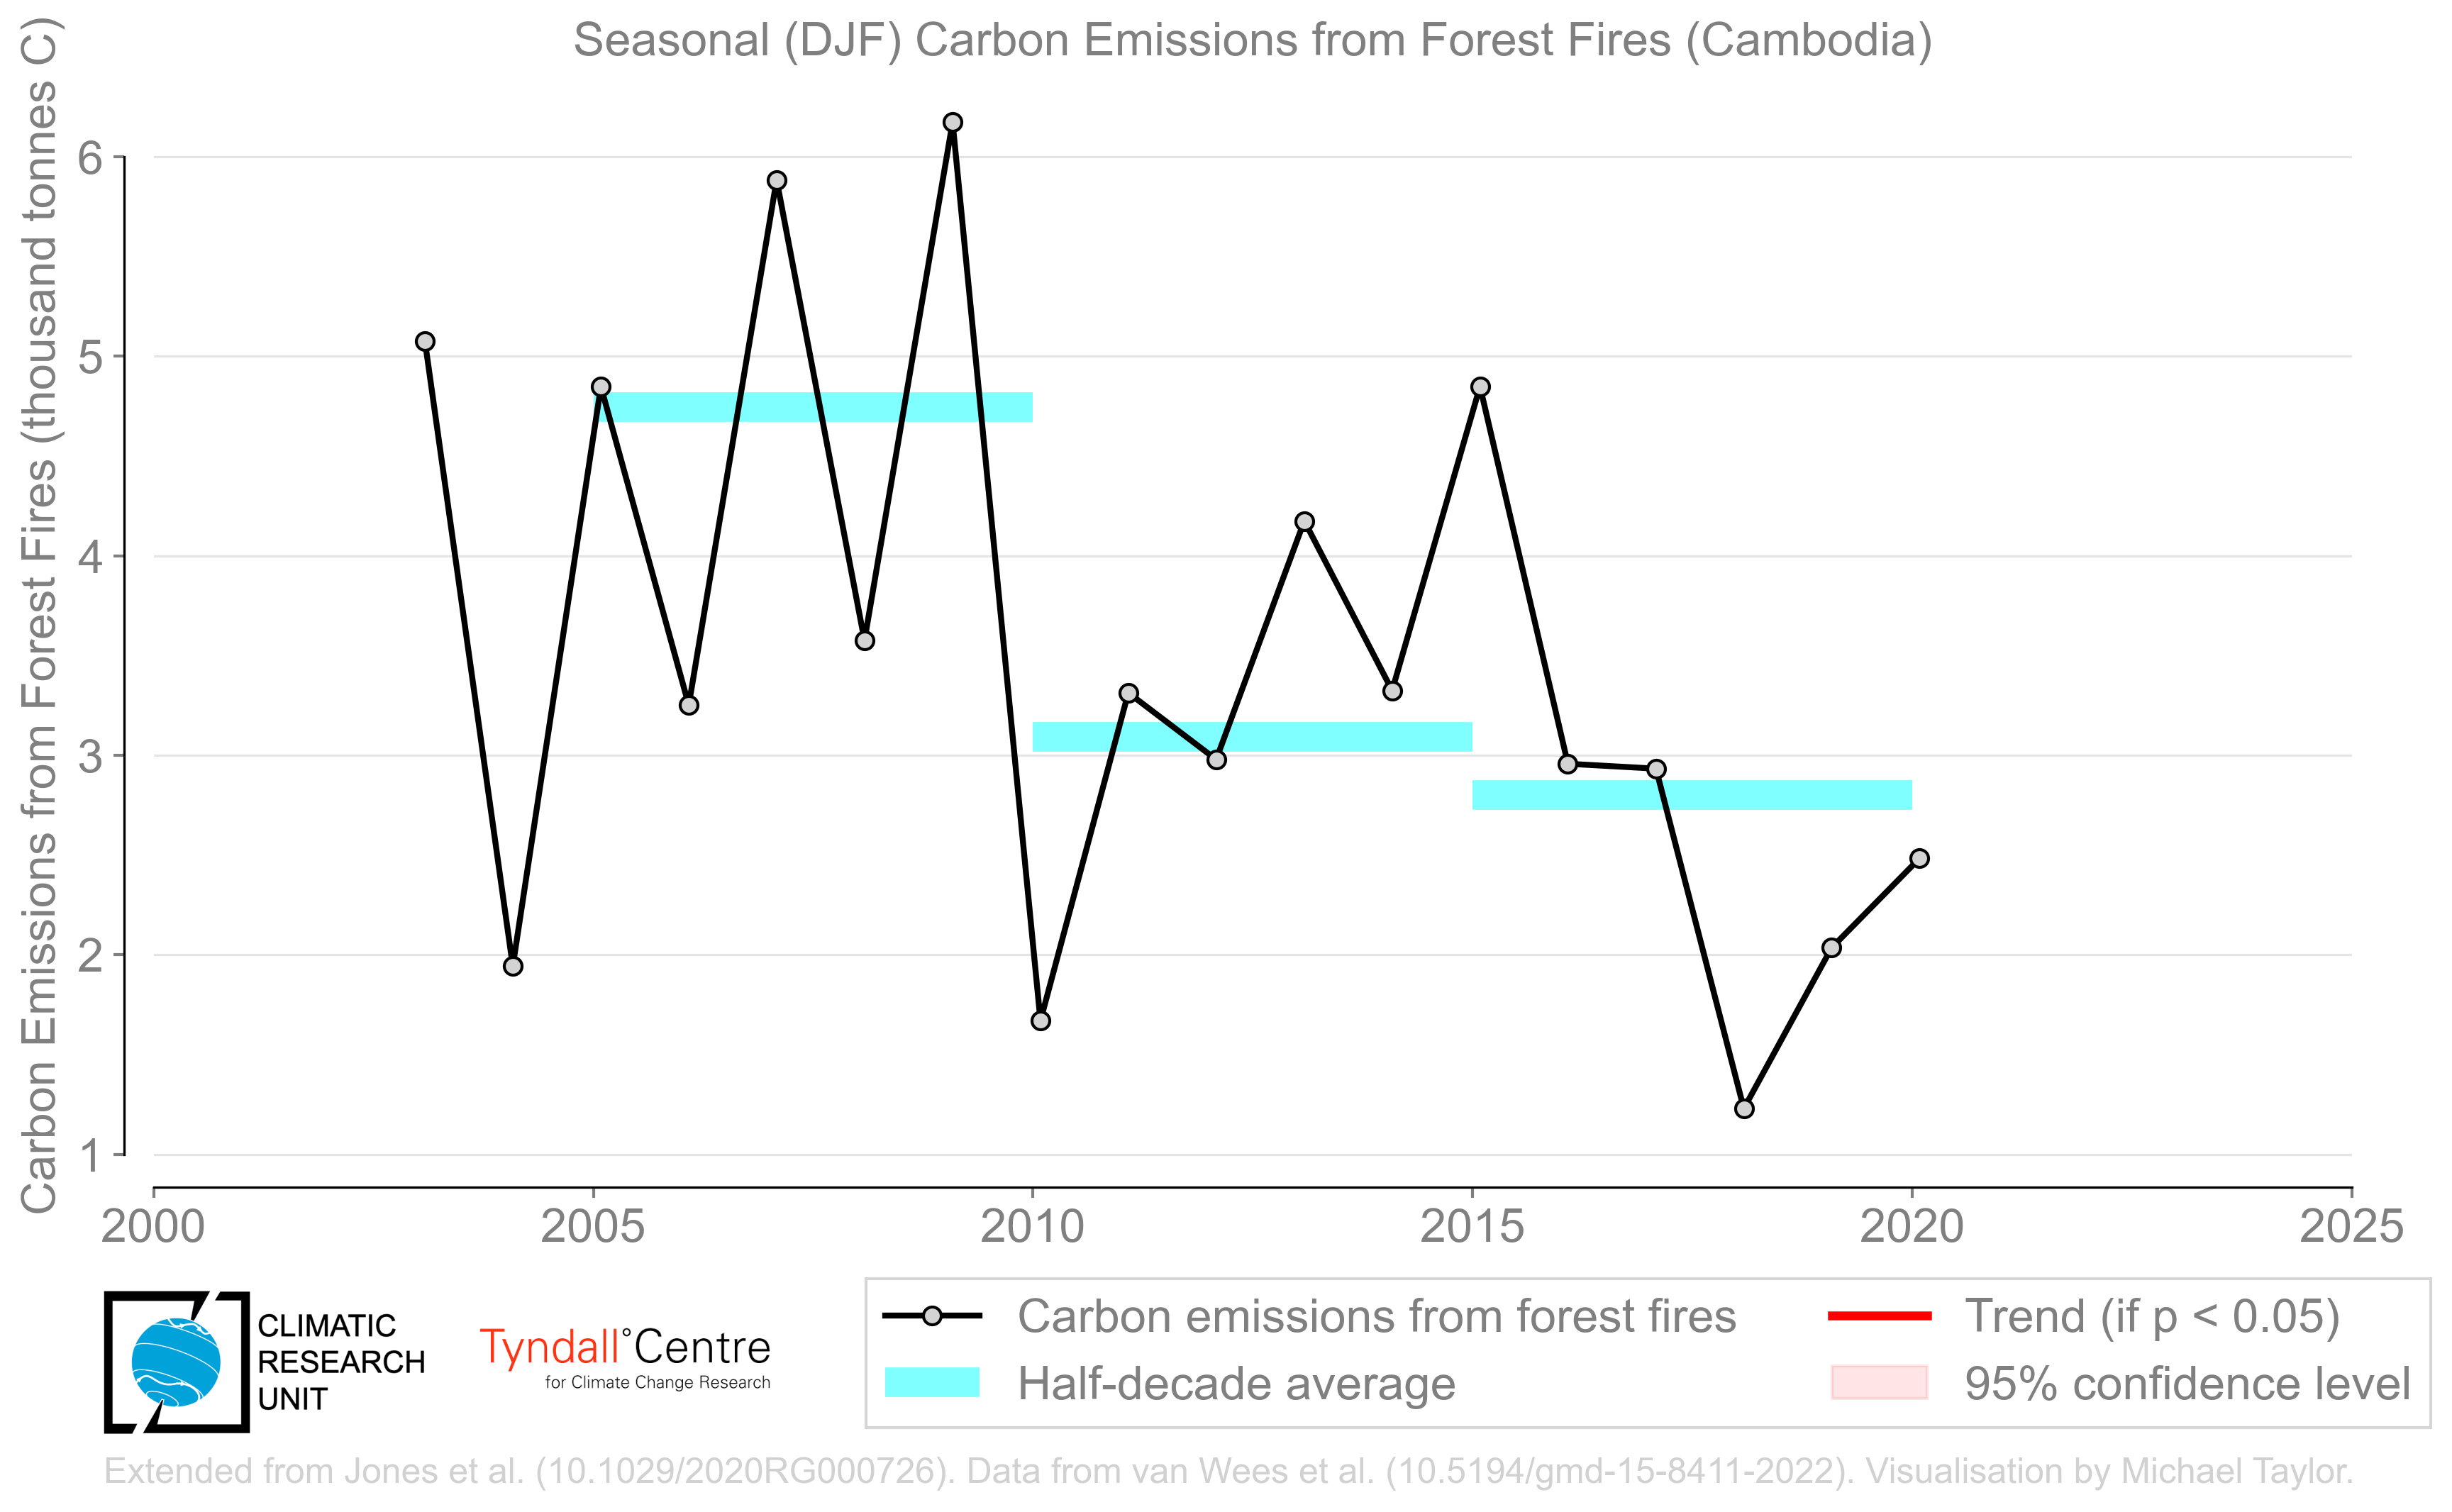 Seasonal (DJF) Carbon Emissions from Forest Fires (Cambodia)
Carbon Emissions from Forest Fires (thousand tonnes C)
6
5
4
3
2
1
2000 2005 2010 2015 2020 2025
CLIMATIC
RESEARCH
UNIT
Tyndall°Centre
for Climate Change Research
Carbon emissions from forest fires
Half-decade average
Trend (if p < 0.05)
95% confidence level
Extended from Jones et al. (10.1029/2020RG000726). Data from van Wees et al. (10.5194/gmd-15-8411-2022). Visualisation by Michael Taylor.